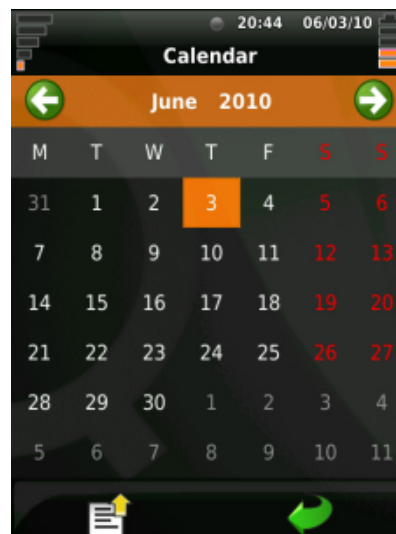 20:44 06/03/10
Calendar
June 2010
M T W T F S S
31 1 2 3 4 5 6
7 8 9 10 11 12 13
14 15 16 17 18 19 20
21 22 23 24 25 26 27
28 29 30 1 2 3 4
5 6 7 8 9 10 11